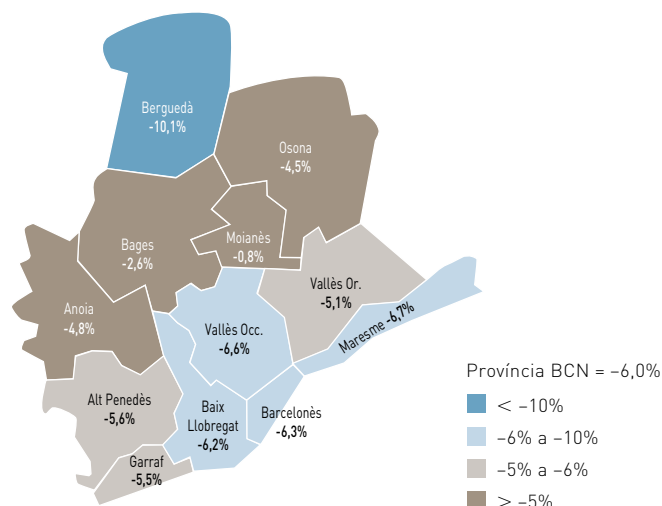 Berguedà
-10,1%
Osona
-4,5%
Bages
-2,6%
Moianès
-0,8%
Vallès Or.
-5,1%
Anoia
-4,8%
Vallès Occ.
-6,6%
Maresme -6,7%
Alt Penedès
-5,6%
Baix
Llobregat
-6,2%
Barcelonès
-6,3%
Garraf
-5,5%
Província BCN = –6,0%
< –10%
–6% a –10%
–5% a –6%
> –5%